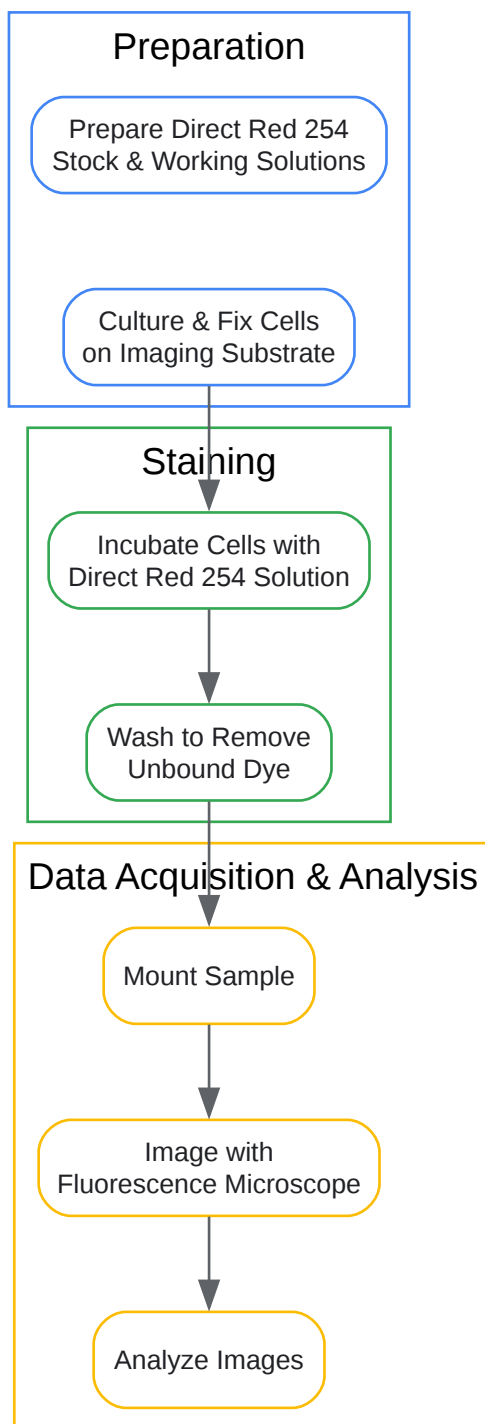 Preparation
Prepare Direct Red 254
Stock & Working Solutions
Culture & Fix Cells
on Imaging Substrate
Staining
Incubate Cells with
Direct Red 254 Solution
Wash to Remove
Unbound Dye
Data Acquisition & Analysis
Mount Sample
Image with
Fluorescence Microscope
Analyze Images